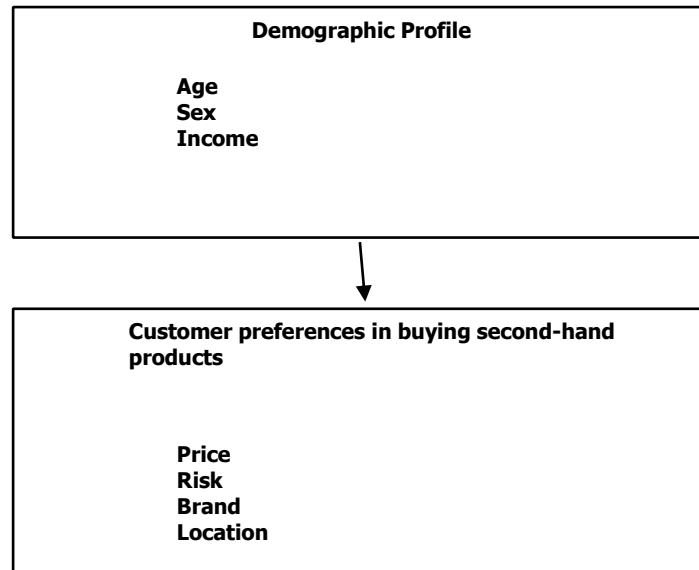 Demographic Profile
Age
Sex
Income
Customer preferences in buying second-hand
products
Price
Risk
Brand
Location